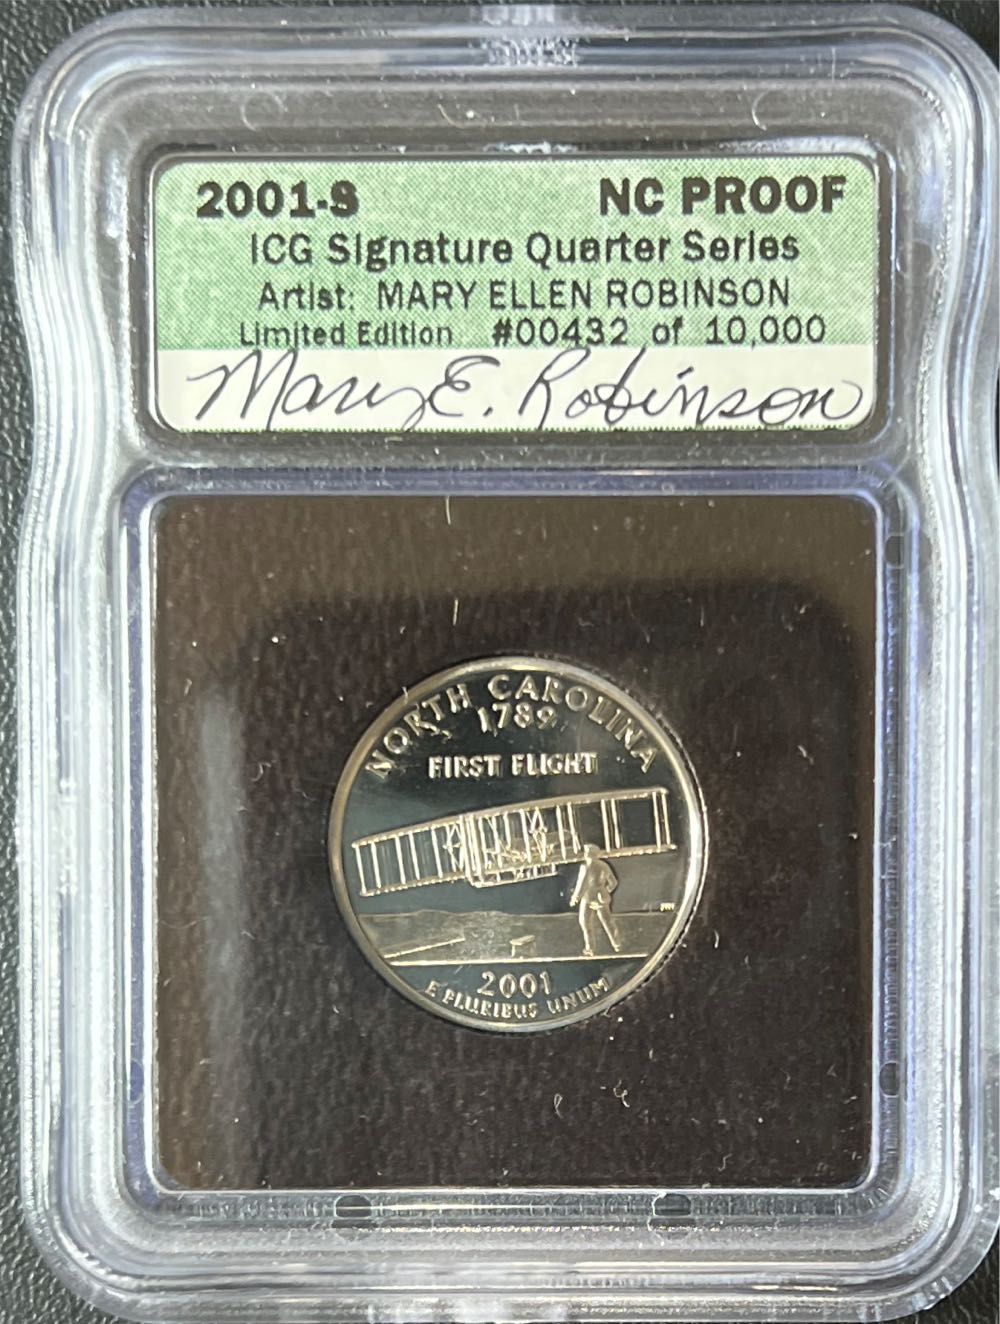 2001-S NC PROOF
ICG Signature Quarter Series
Artist: MARY ELLEN ROBINSON
Limited Edition #00432 of 10,000
Mary E. Robinson
NORTH CAROLINA
1789
FIRST FLIGHT
2001
E PLURIBUS UNUM